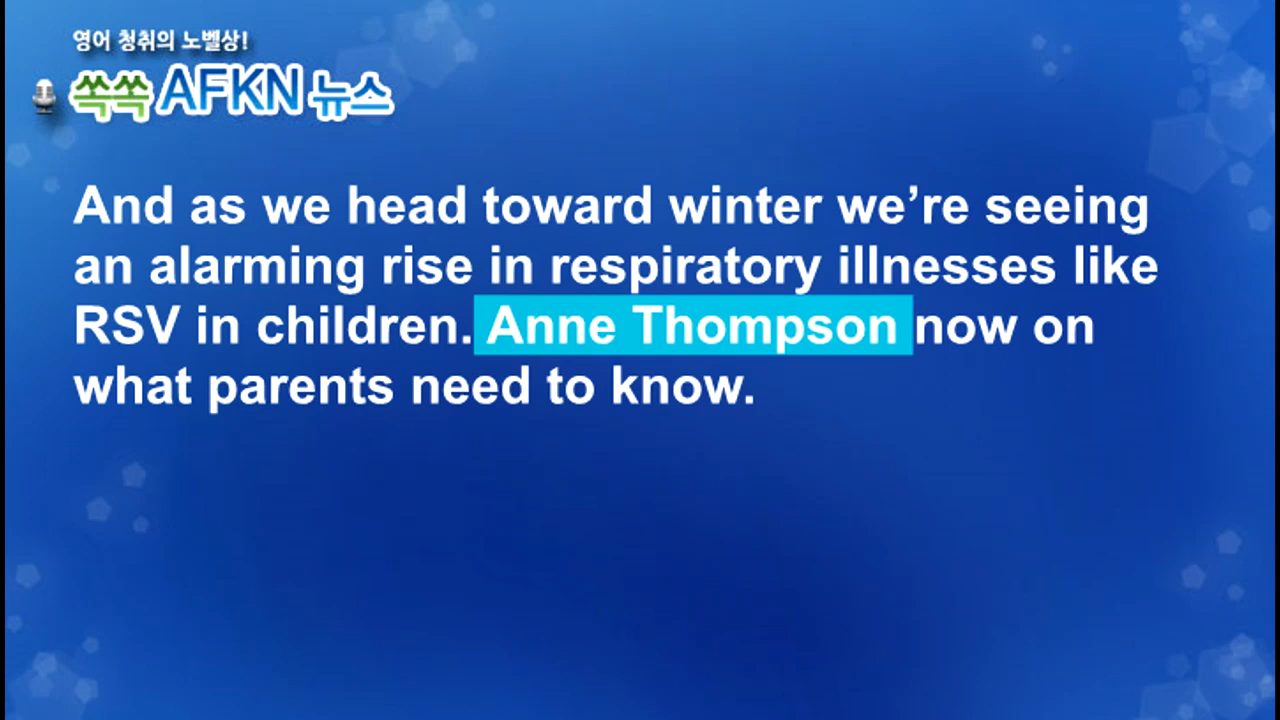 영어 청취의 노벨상!
쏙쏙 AFKN 뉴스
And as we head toward winter we’re seeing
an alarming rise in respiratory illnesses like
RSV in children. Anne Thompson now on
what parents need to know.